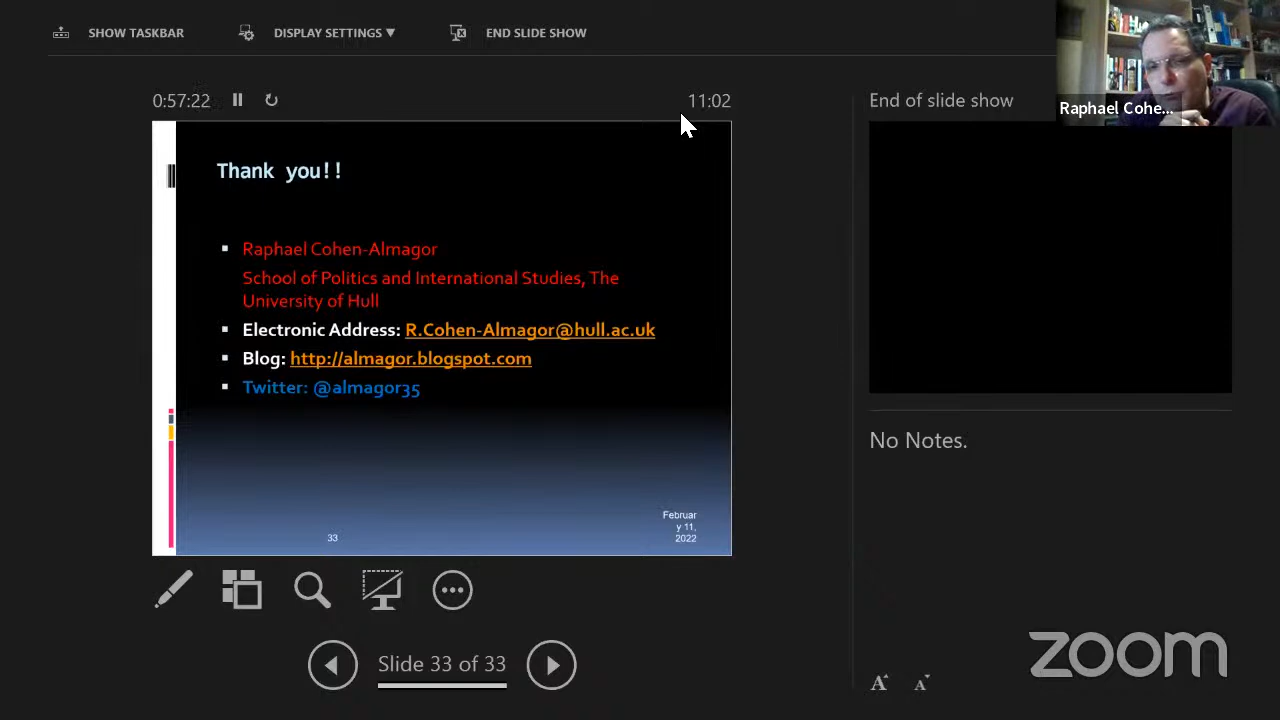 SHOW TASKBAR
DISPLAY SETTINGS ▼
END SLIDE SHOW
Raphael Cohe...
0:57:22
11:02
End of slide show
Thank you!!
Raphael Cohen-Almagor
School of Politics and International Studies, The
University of Hull
Electronic Address: R.Cohen-Almagor@hull.ac.uk
Blog: http://almagor.blogspot.com
Twitter: @almagor35
33
Februar
y 11,
2022
No Notes.
Slide 33 of 33
A A
zoom